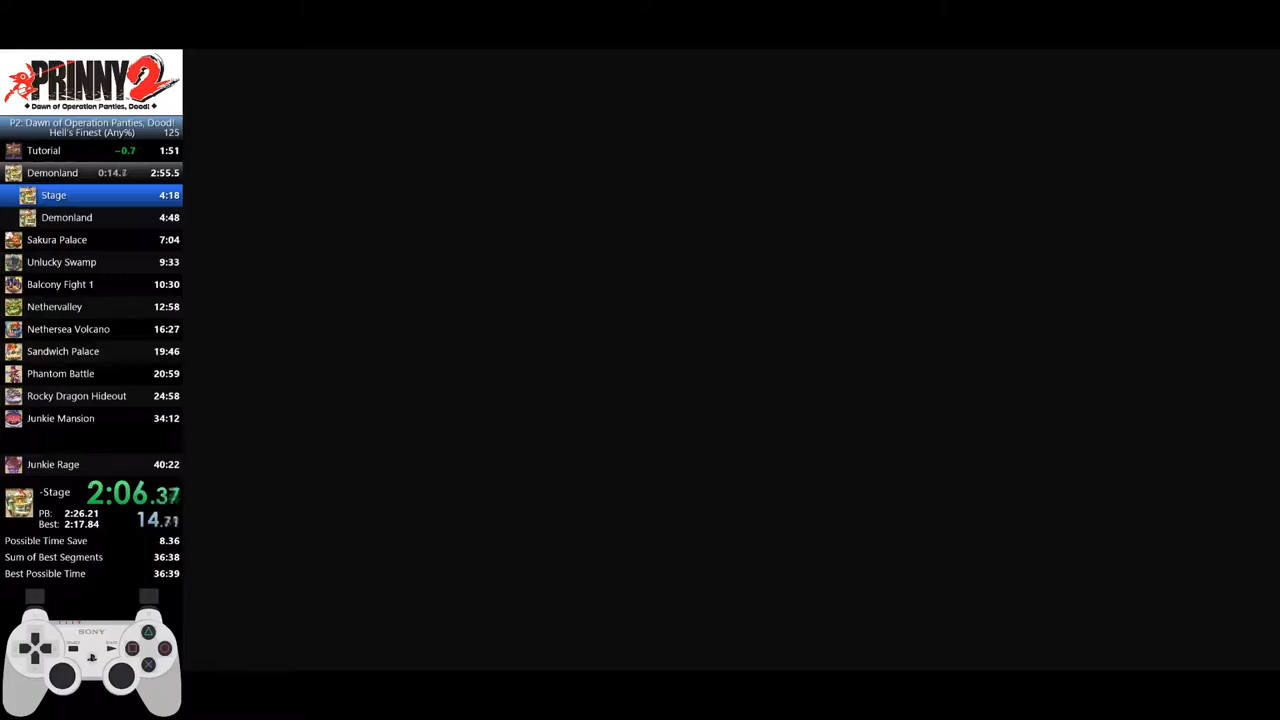 PRINNY2
Dawn of Operation Panties, Dood!
P2: Dawn of Operation Panties, Dood!
Hell's Finest (Any%) 125
Tutorial -0.7 1:51
Demonland 2:55.5
Stage 4:18
Demonland 4:48
Sakura Palace 7:04
Unlucky Swamp 9:33
Balcony Fight 1 10:30
Nethervalley 12:58
Nethersea Volcano 16:27
Sandwich Palace 19:46
Phantom Battle 20:59
Rocky Dragon Hideout 24:58
Junkie Mansion 34:12
Junkie Rage 40:22
-Stage 2:06.37
PB: 2:26.21 14.71
Best: 2:17.84
Possible Time Save 8.36
Sum of Best Segments 36:38
Best Possible Time 36:39
SONY